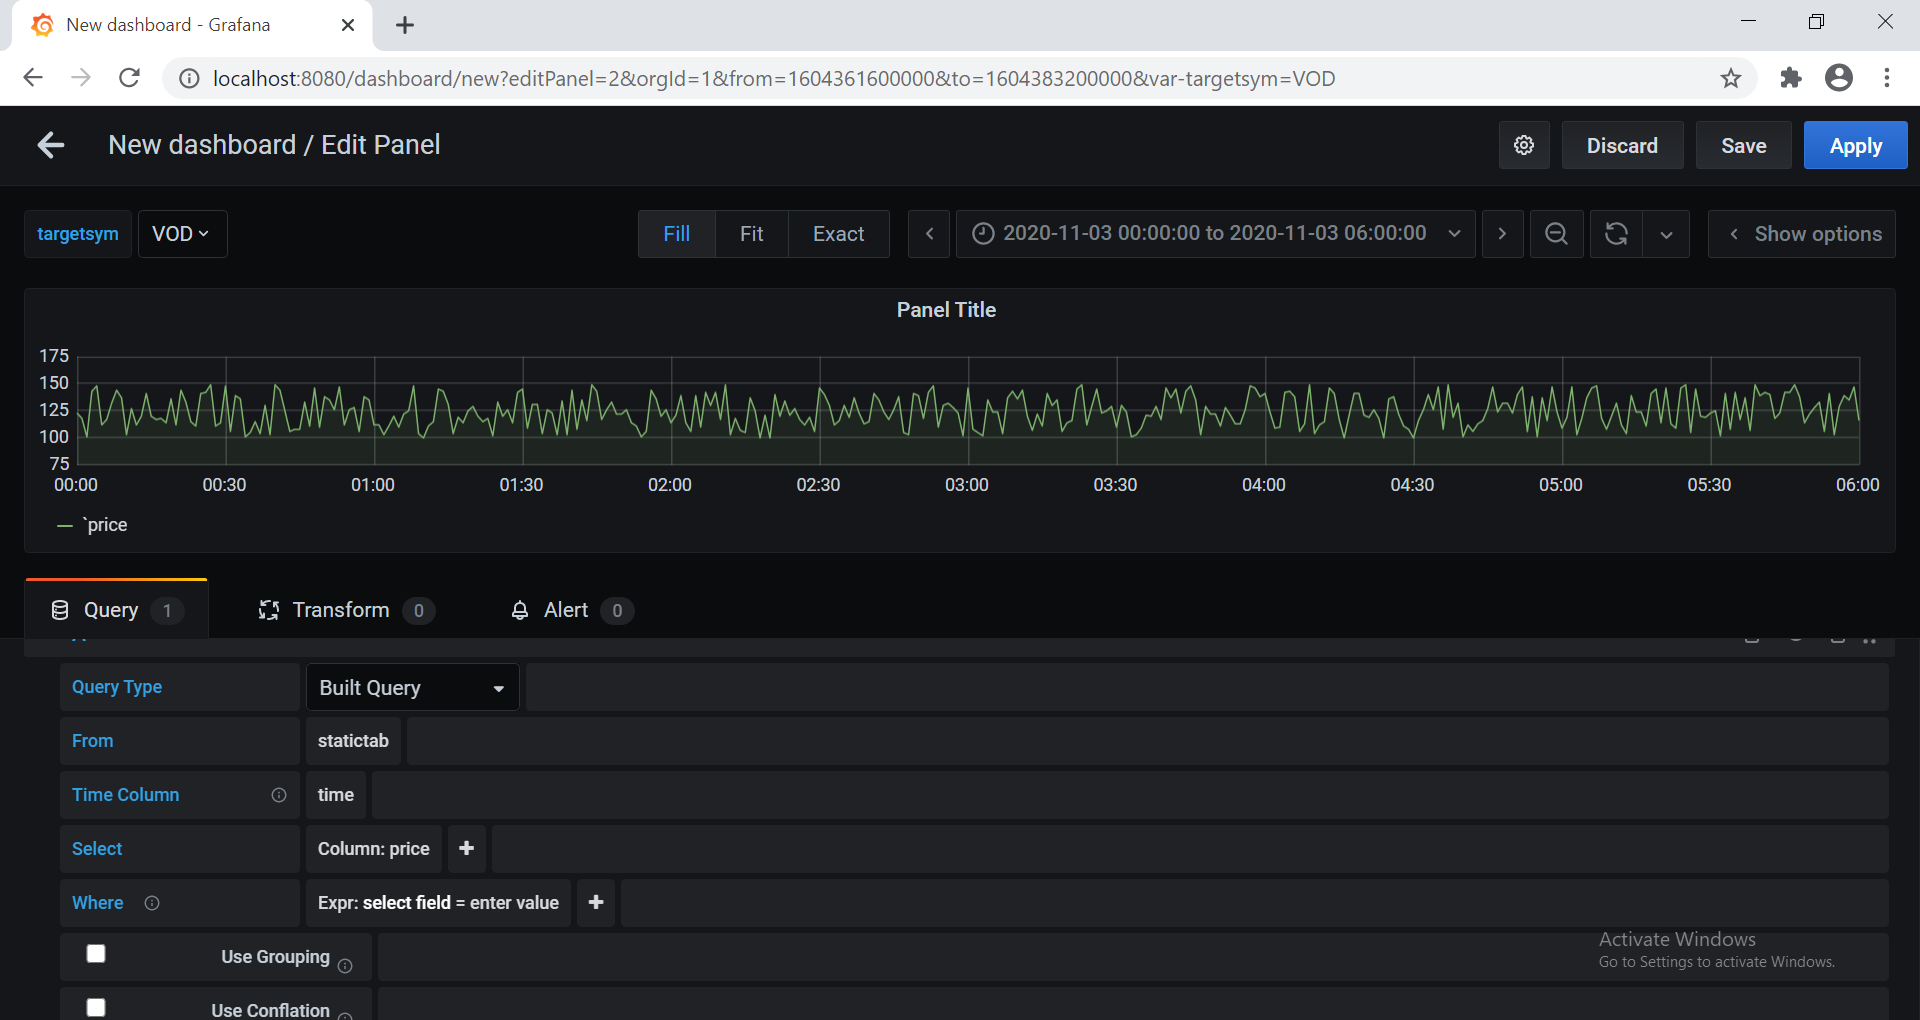 New dashboard - Grafana
localhost:8080/dashboard/new?editPanel=2&orgId=1&from=1604361600000&to=1604383200000&var-targetsym=VOD
New dashboard / Edit Panel
Discard
Save
Apply
targetsym
VOD
Fill
Fit
Exact
2020-11-03 00:00:00 to 2020-11-03 06:00:00
Show options
Panel Title
175
150
125
100
75
00:00
00:30
01:00
01:30
02:00
02:30
03:00
03:30
04:00
04:30
05:00
05:30
06:00
`price
Query 1
Transform 0
Alert 0
Query Type
Built Query
From
statictab
Time Column
time
Select
Column: price
Where
Expr: select field = enter value
Use Grouping
Use Conflation
Activate Windows
Go to Settings to activate Windows.